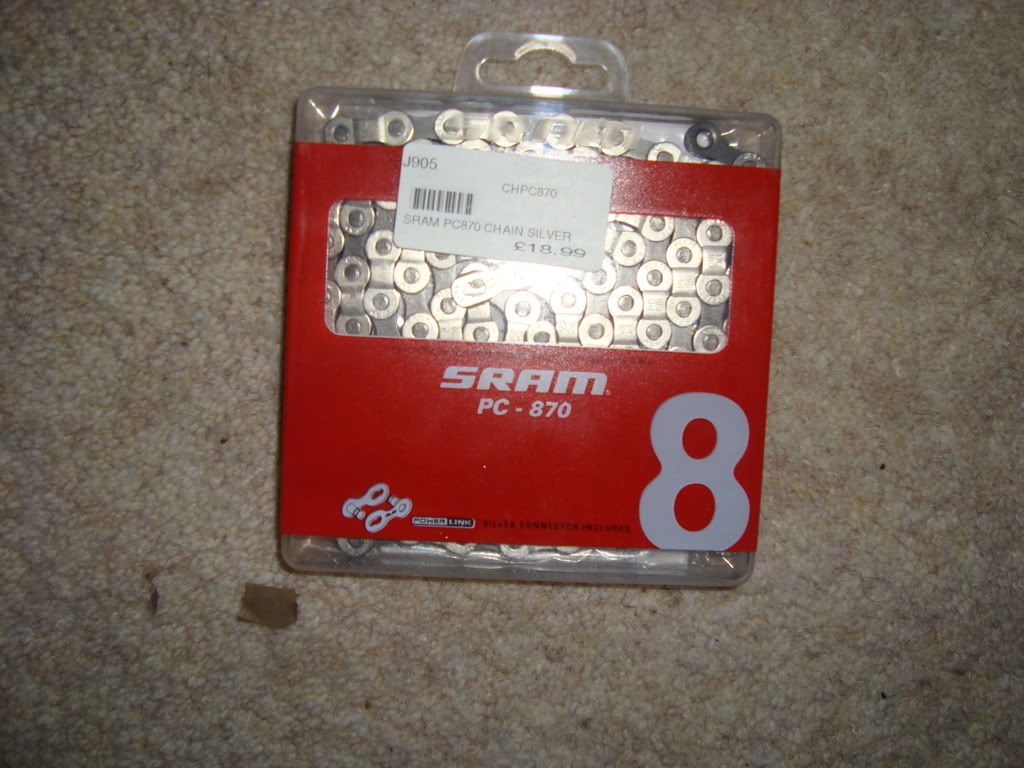 J905
CHPC870
SRAM PC870 CHAIN SILVER
£18.99
SRAM
PC - 870
8
POWER LINK SILVER CONNECTOR INCLUDED